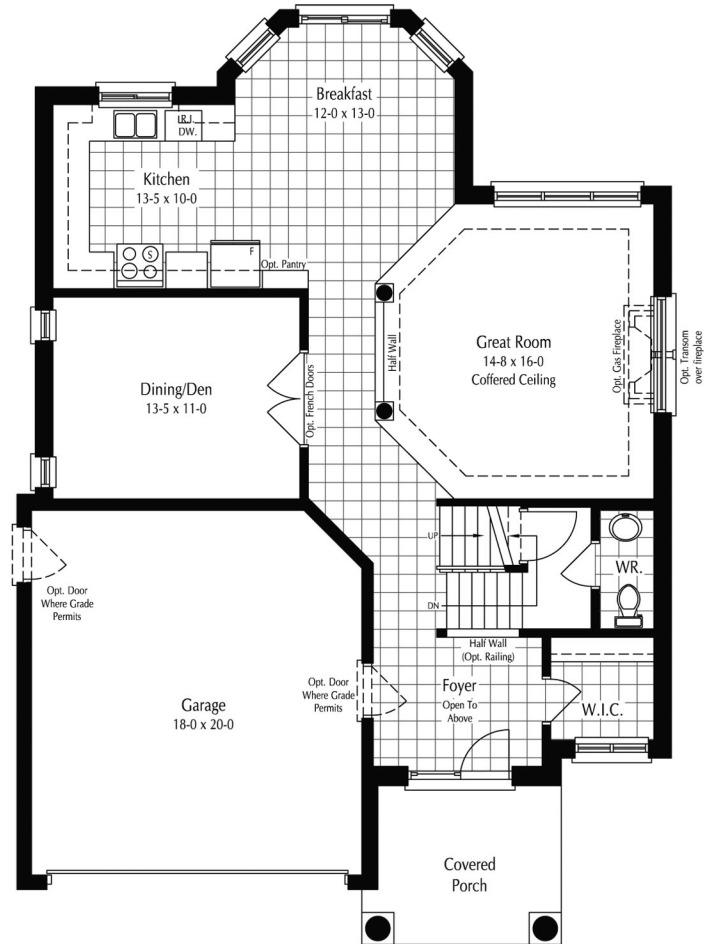 Breakfast
12-0 x 13-0
R.I.
DW.
Kitchen
13-5 x 10-0
S
F
Opt. Pantry
Great Room
14-8 x 16-0
Coffered Ceiling
Half Wall
Opt. Gas Fireplace
Opt. Transom
over fireplace
Dining/Den
13-5 x 11-0
Opt. French Doors
UP
WR.
DN
Opt. Door
Where Grade
Permits
Half Wall
(Opt. Railing)
Foyer
Open To
Above
Opt. Door
Where Grade
Permits
W.I.C.
Garage
18-0 x 20-0
Covered
Porch